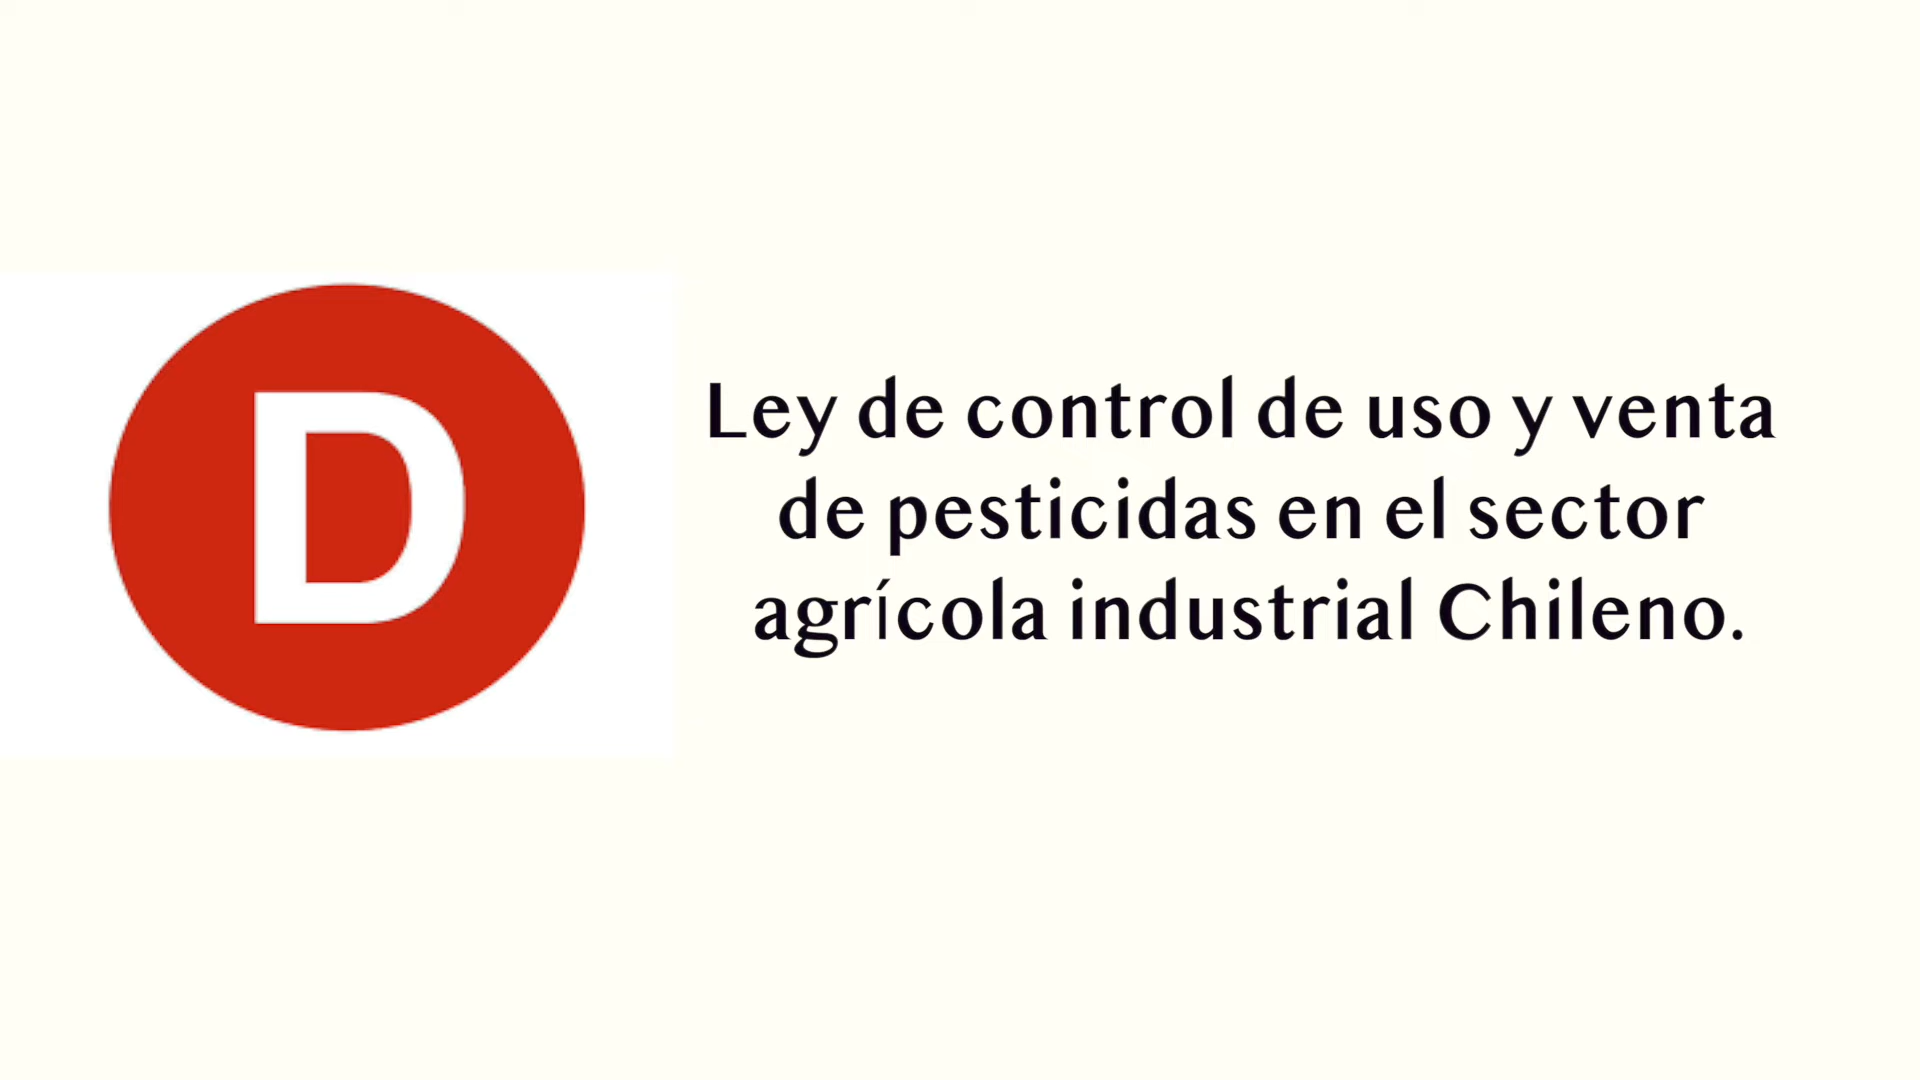 D
Ley de control de uso y venta
de pesticidas en el sector
agrícola industrial Chileno.